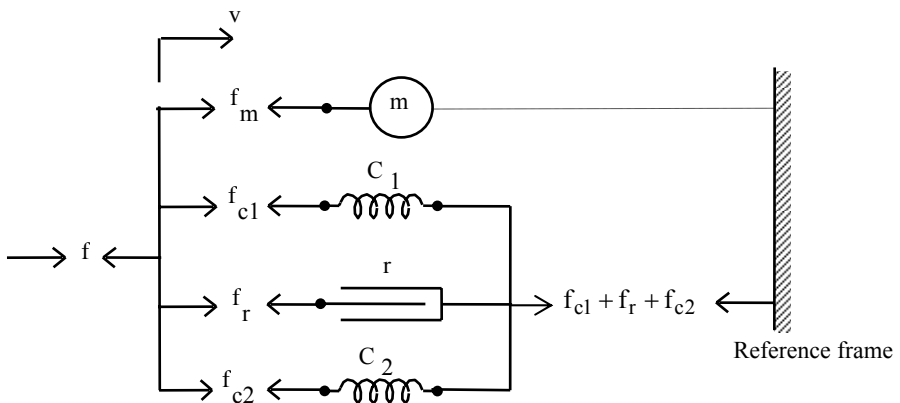 v
f_m
m
C_1
f_c1
f
r
f_r
f_c1 + f_r + f_c2
C_2
f_c2
Reference frame